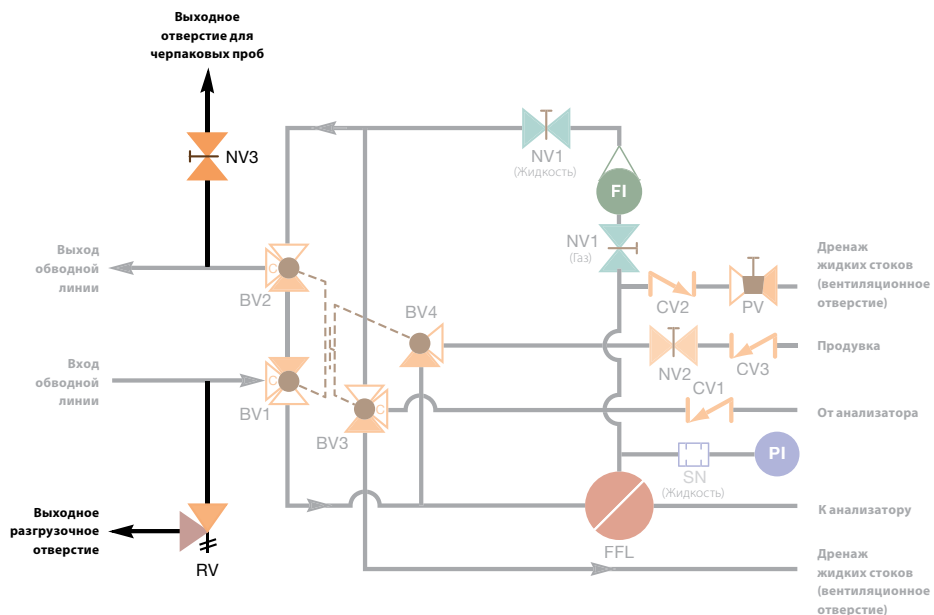 Выходное
отверстие для
черпаковых проб
NV3
NV1
(Жидкость)
FI
NV1
(Газ)
Выход
обводной
линии
C
BV2
BV4
CV2
PV
Дренаж
жидких стоков
(вентиляционное
отверстие)
NV2
CV3
Продувка
Вход
обводной
линии
C
BV1
C
BV3
CV1
От анализатора
SN
(Жидкость)
PI
Выходное
разгрузочное
отверстие
RV
FFL
К анализатору
Дренаж
жидких стоков
(вентиляционное
отверстие)